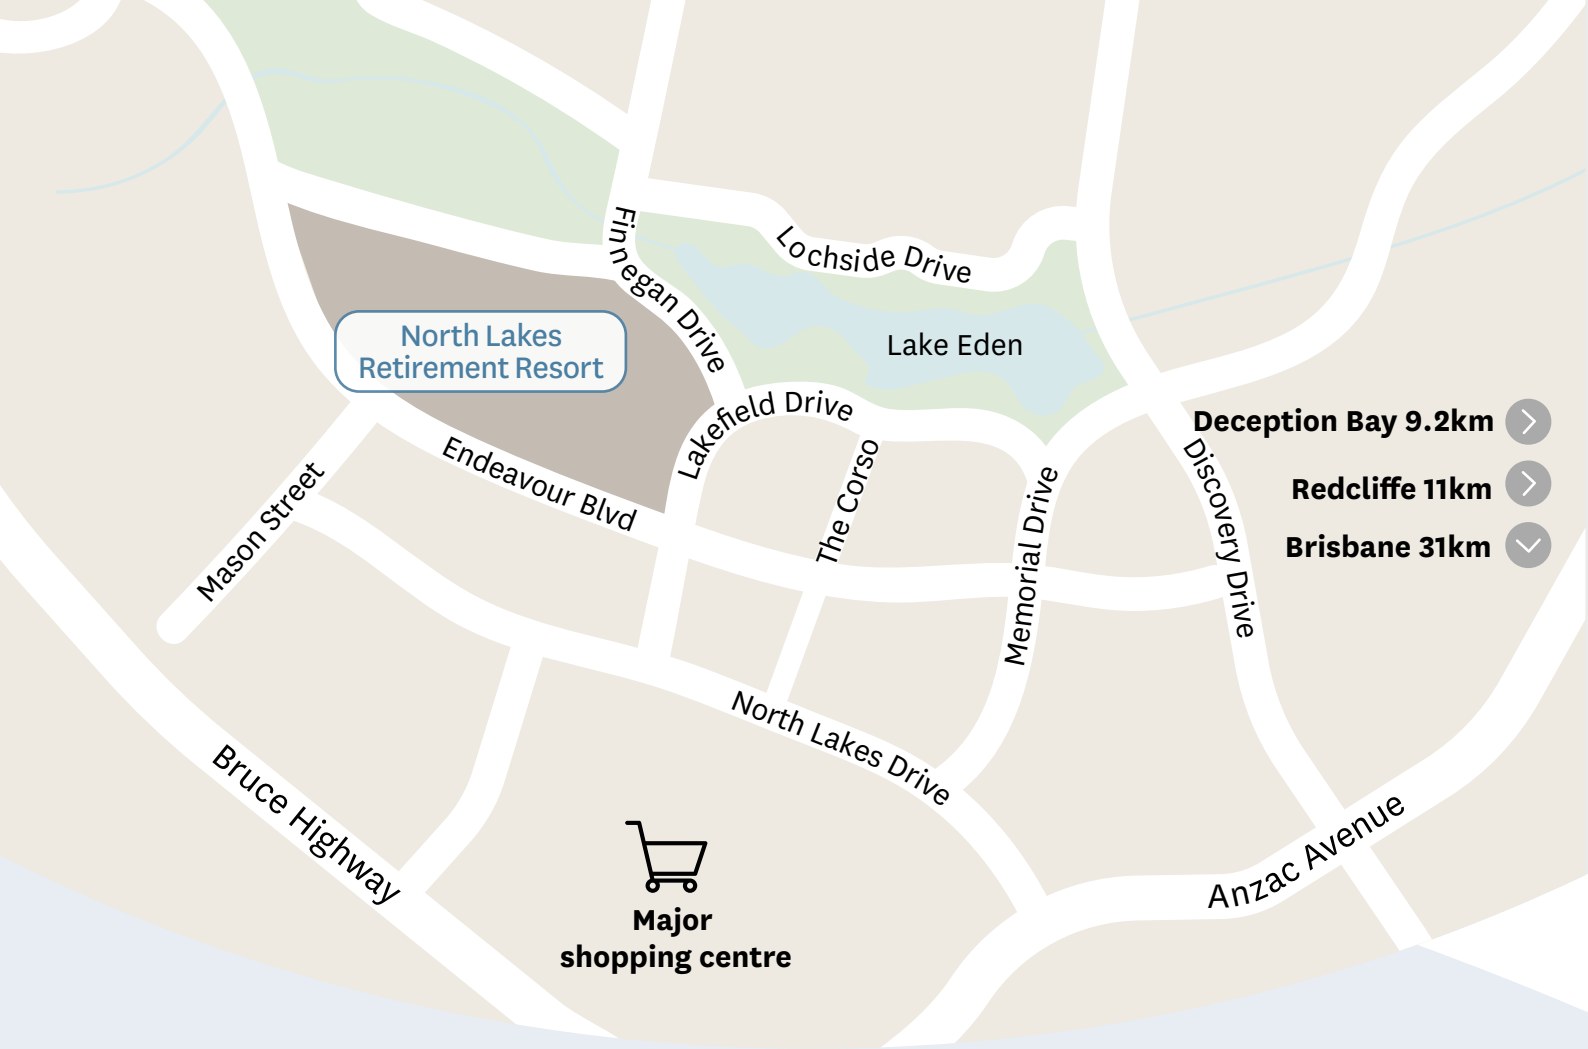 Finnegan Drive
Lochside Drive
North Lakes
Retirement Resort
Lake Eden
Lakefield Drive
Deception Bay 9.2km
Endeavour Blvd
The Corso
Memorial Drive
Discovery Drive
Redcliffe 11km
Mason Street
Brisbane 31km
North Lakes Drive
Bruce Highway
Anzac Avenue
Major
shopping centre